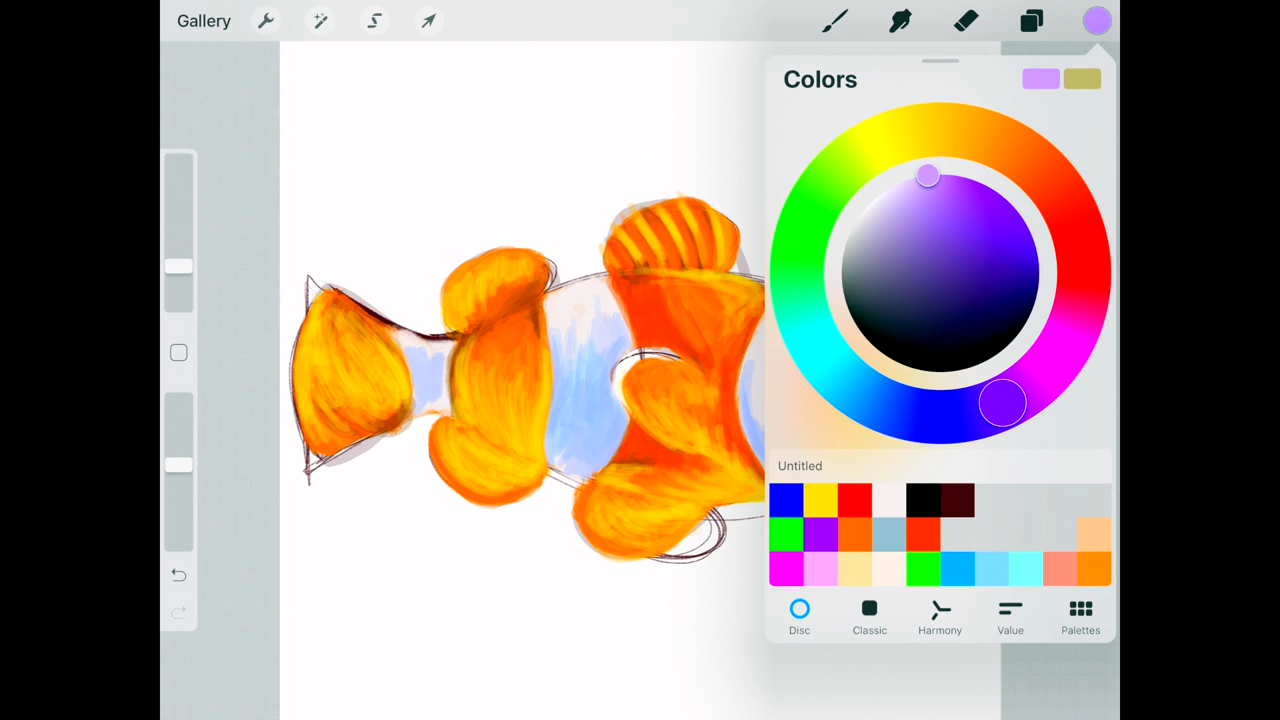 Gallery
Colors
Untitled
Disc
Classic
Harmony
Value
Palettes